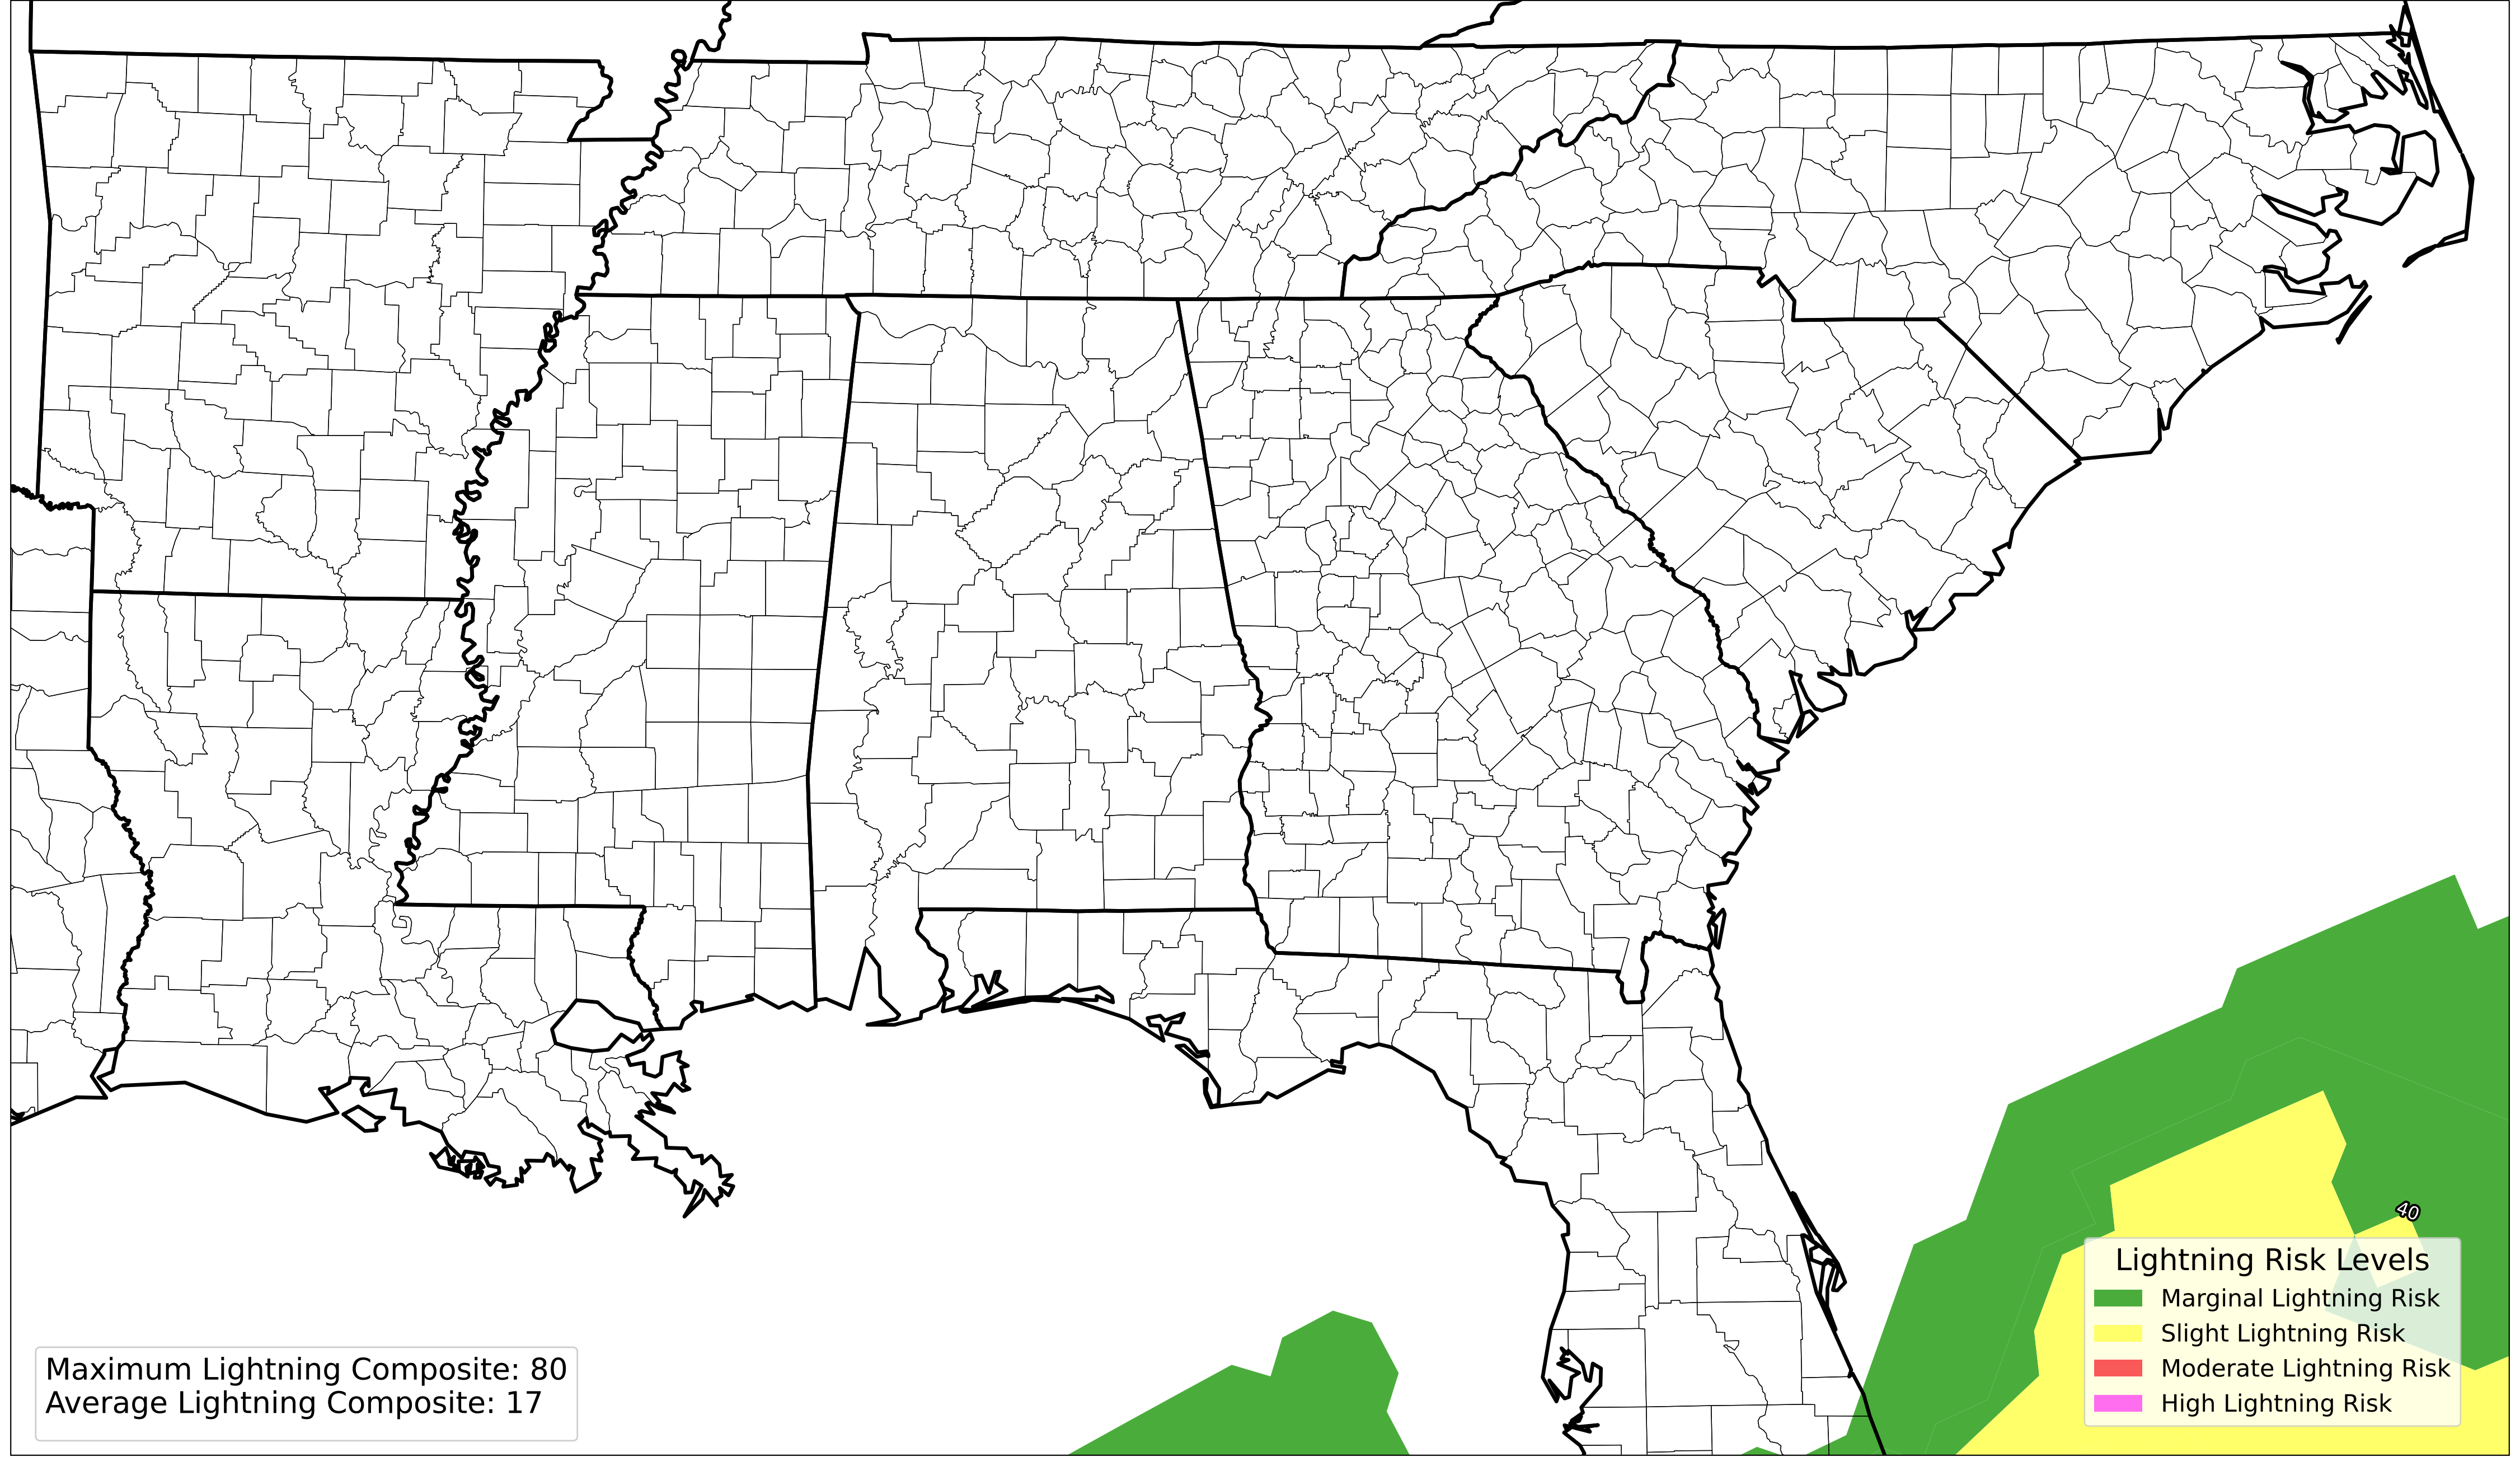 40
Lightning Risk Levels
Marginal Lightning Risk
Slight Lightning Risk
Moderate Lightning Risk
High Lightning Risk
Maximum Lightning Composite: 80
Average Lightning Composite: 17